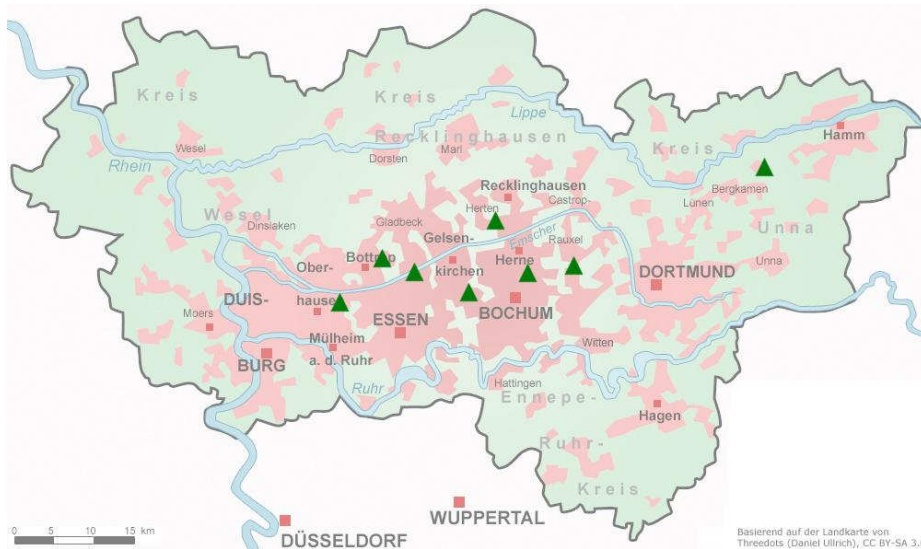 Kreis
Kreis
Recklinghausen
Lippe
Hamm
Rhein
Wesel
Dorsten
Marl
Kreis
Recklinghausen
Bergkamen
Lünen
Wesel
Dinslaken
Gladbeck
Herten
Castrop-
Rauxel
Unna
Unna
Emscher
Gelsen-
kirchen
Herne
Bottrop
Ober-
hausen
DORTMUND
DUIS-
BURG
Moers
ESSEN
BOCHUM
Mülheim
a. d. Ruhr
Witten
Ruhr
Hattingen
Ennepe-
Ruhr-
Kreis
Hagen
WUPPERTAL
DÜSSELDORF
0 5 10 15 km
Basierend auf der Landkarte von
Threedots (Daniel Ullrich), CC BY-SA 3.